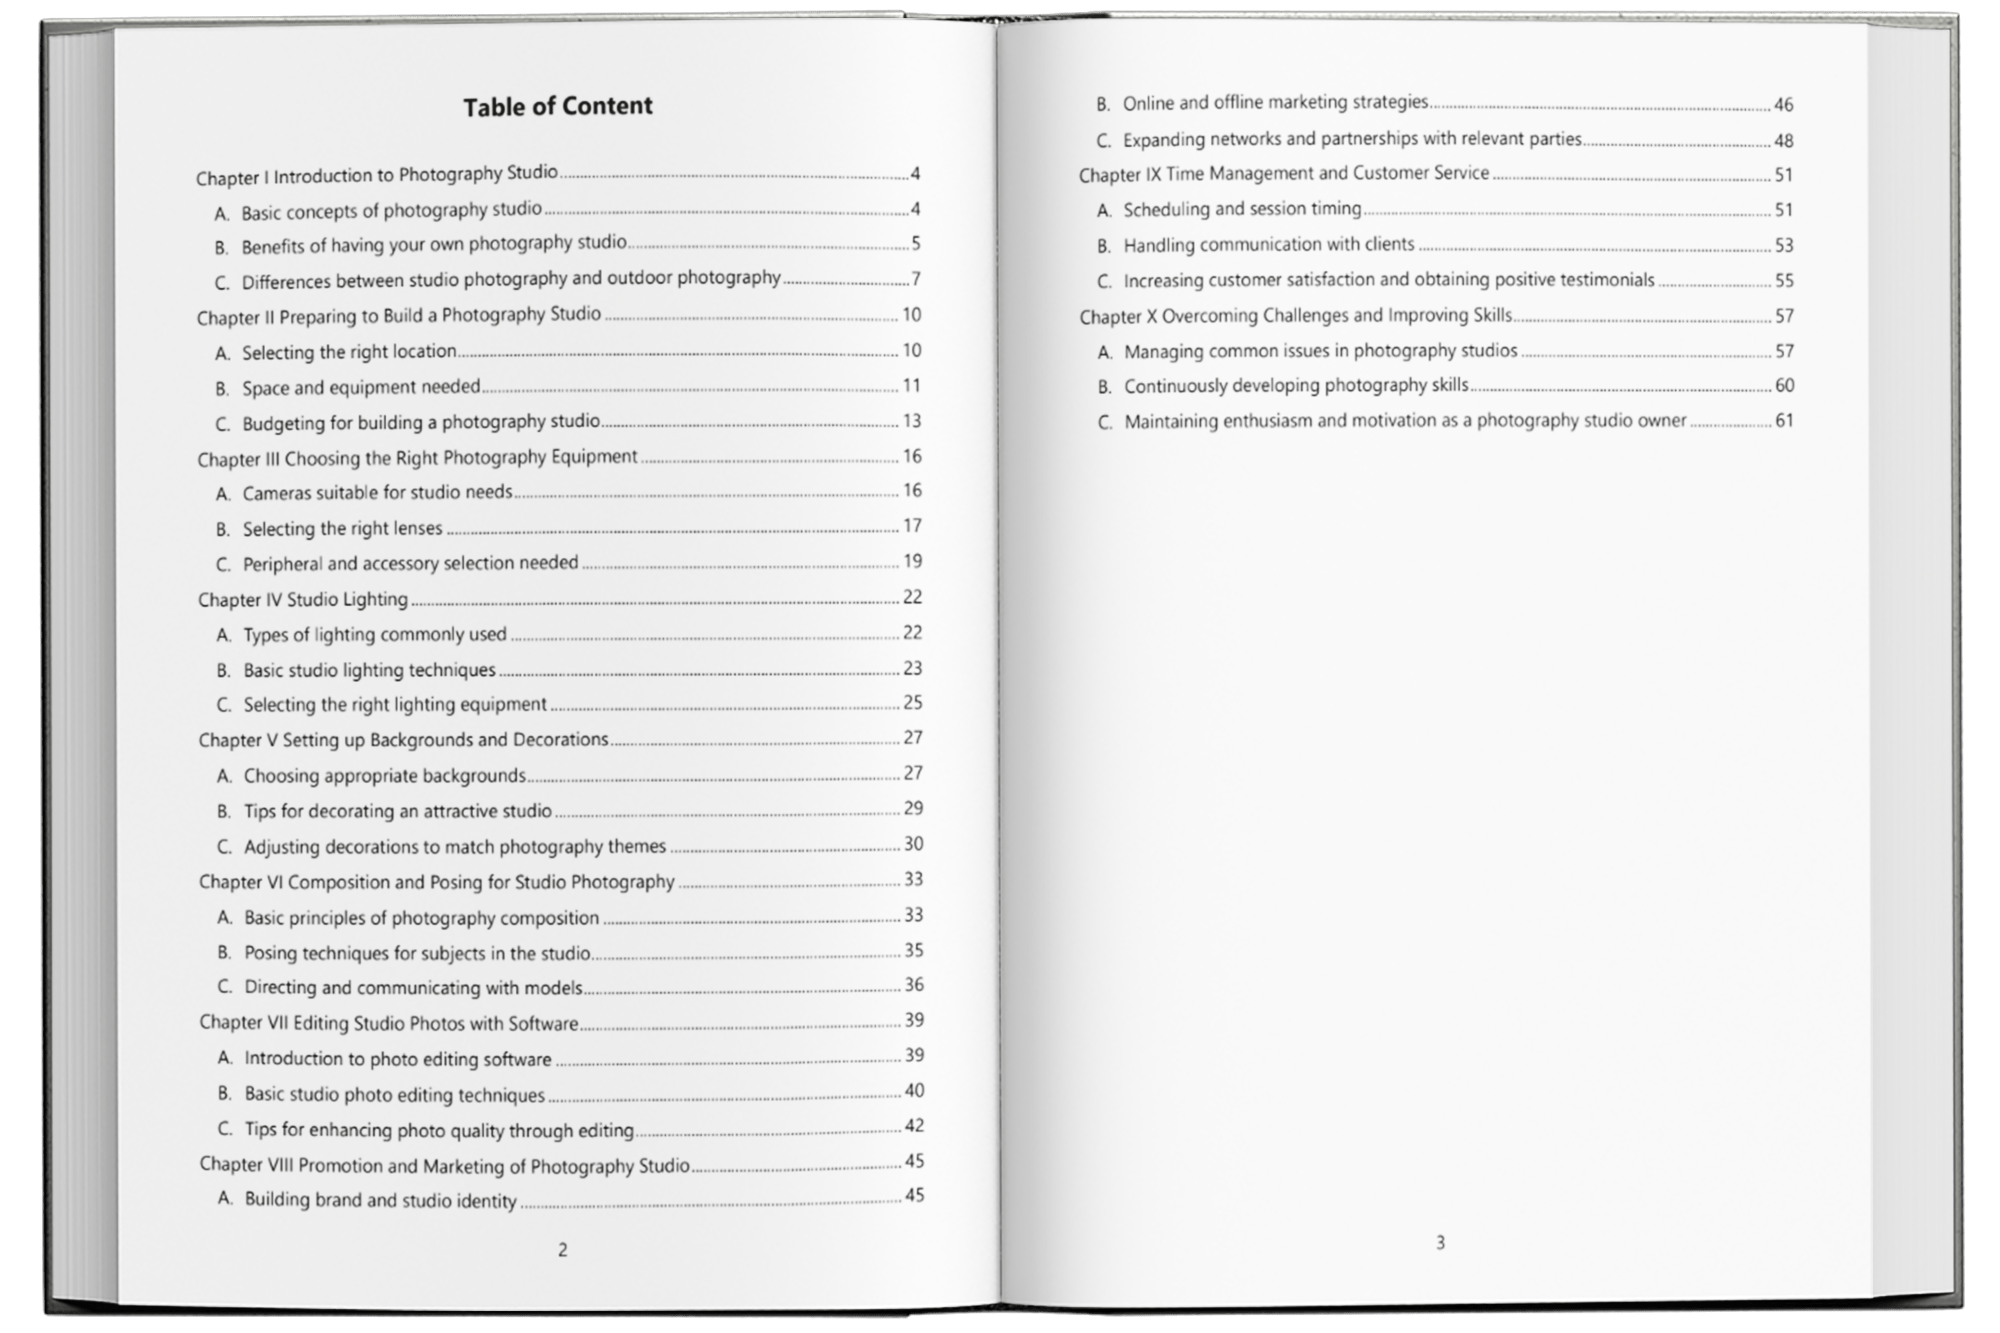 Table of Content
Chapter I Introduction to Photography Studio 4
A. Basic concepts of photography studio 4
B. Benefits of having your own photography studio 5
C. Differences between studio photography and outdoor photography 7
Chapter II Preparing to Build a Photography Studio 10
A. Selecting the right location 10
B. Space and equipment needed 11
C. Budgeting for building a photography studio 13
Chapter III Choosing the Right Photography Equipment 16
A. Cameras suitable for studio needs 16
B. Selecting the right lenses 17
C. Peripheral and accessory selection needed 19
Chapter IV Studio Lighting 22
A. Types of lighting commonly used 22
B. Basic studio lighting techniques 23
C. Selecting the right lighting equipment 25
Chapter V Setting up Backgrounds and Decorations 27
A. Choosing appropriate backgrounds 27
B. Tips for decorating an attractive studio 29
C. Adjusting decorations to match photography themes 30
Chapter VI Composition and Posing for Studio Photography 33
A. Basic principles of photography composition 33
B. Posing techniques for subjects in the studio 35
C. Directing and communicating with models 36
Chapter VII Editing Studio Photos with Software 39
A. Introduction to photo editing software 39
B. Basic studio photo editing techniques 40
C. Tips for enhancing photo quality through editing 42
Chapter VIII Promotion and Marketing of Photography Studio 45
A. Building brand and studio identity 45
2
B. Online and offline marketing strategies 46
C. Expanding networks and partnerships with relevant parties 48
Chapter IX Time Management and Customer Service 51
A. Scheduling and session timing 51
B. Handling communication with clients 53
C. Increasing customer satisfaction and obtaining positive testimonials 55
Chapter X Overcoming Challenges and Improving Skills 57
A. Managing common issues in photography studios 57
B. Continuously developing photography skills 60
C. Maintaining enthusiasm and motivation as a photography studio owner 61
3